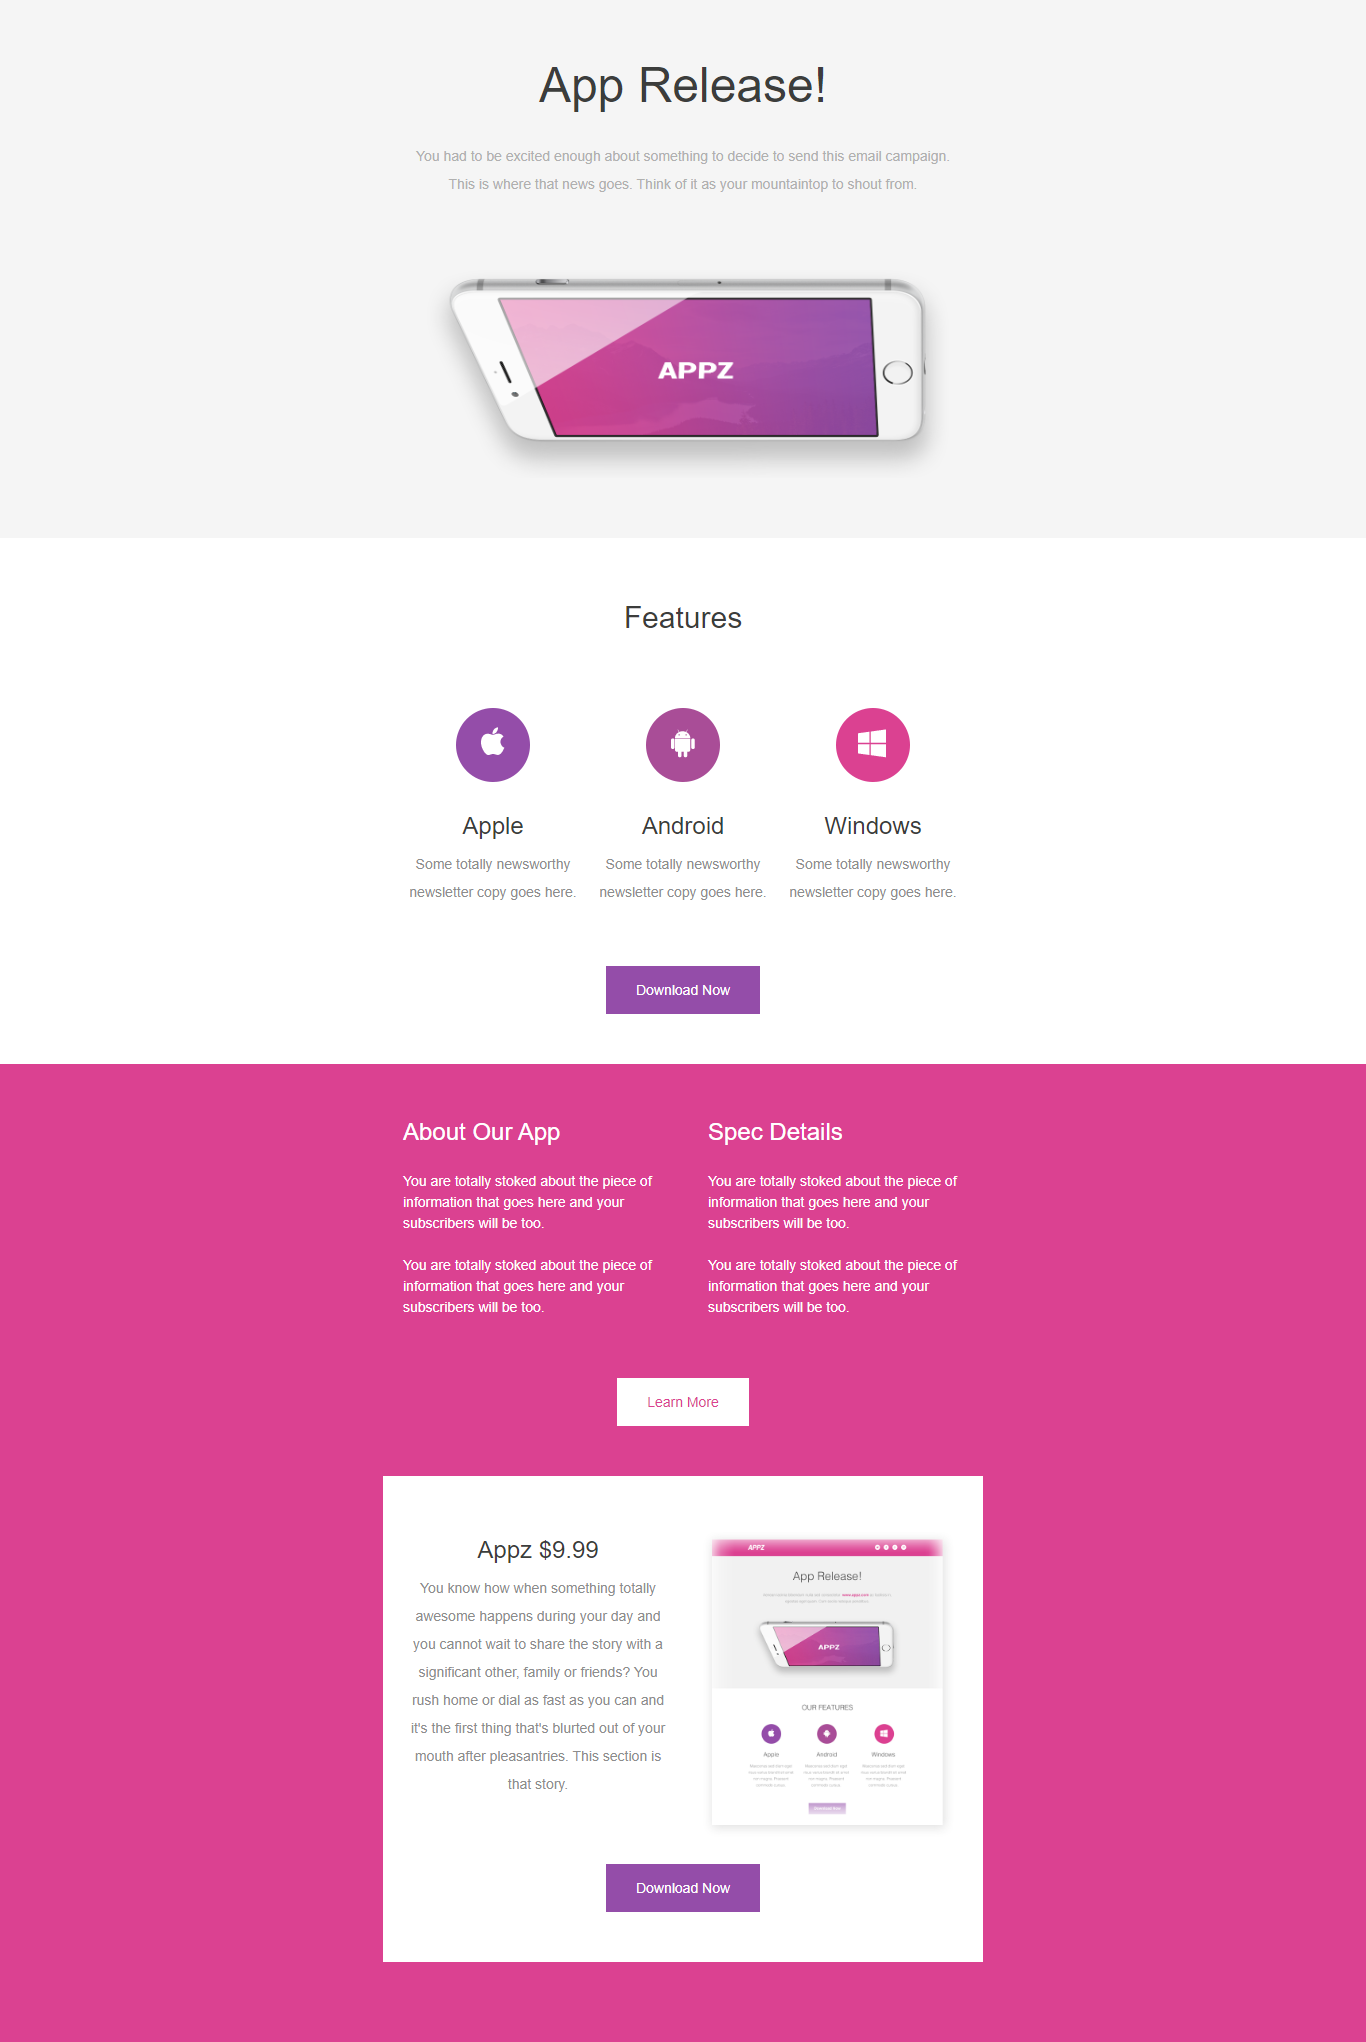 App Release!
You had to be excited enough about something to decide to send this email campaign.
This is where that news goes. Think of it as your mountaintop to shout from.
APPZ
Features
Apple
Some totally newsworthy
newsletter copy goes here.
Android
Some totally newsworthy
newsletter copy goes here.
Windows
Some totally newsworthy
newsletter copy goes here.
Download Now
About Our App
You are totally stoked about the piece of
information that goes here and your
subscribers will be too.
You are totally stoked about the piece of
information that goes here and your
subscribers will be too.
Spec Details
You are totally stoked about the piece of
information that goes here and your
subscribers will be too.
You are totally stoked about the piece of
information that goes here and your
subscribers will be too.
Learn More
Appz $9.99
You know how when something totally
awesome happens during your day and
you cannot wait to share the story with a
significant other, family or friends? You
rush home or dial as fast as you can and
it's the first thing that's blurted out of your
mouth after pleasantries. This section is
that story.
APPZ
App Release!
APPZ
OUR FEATURES
Apple
Android
Windows
Download Now
Download Now